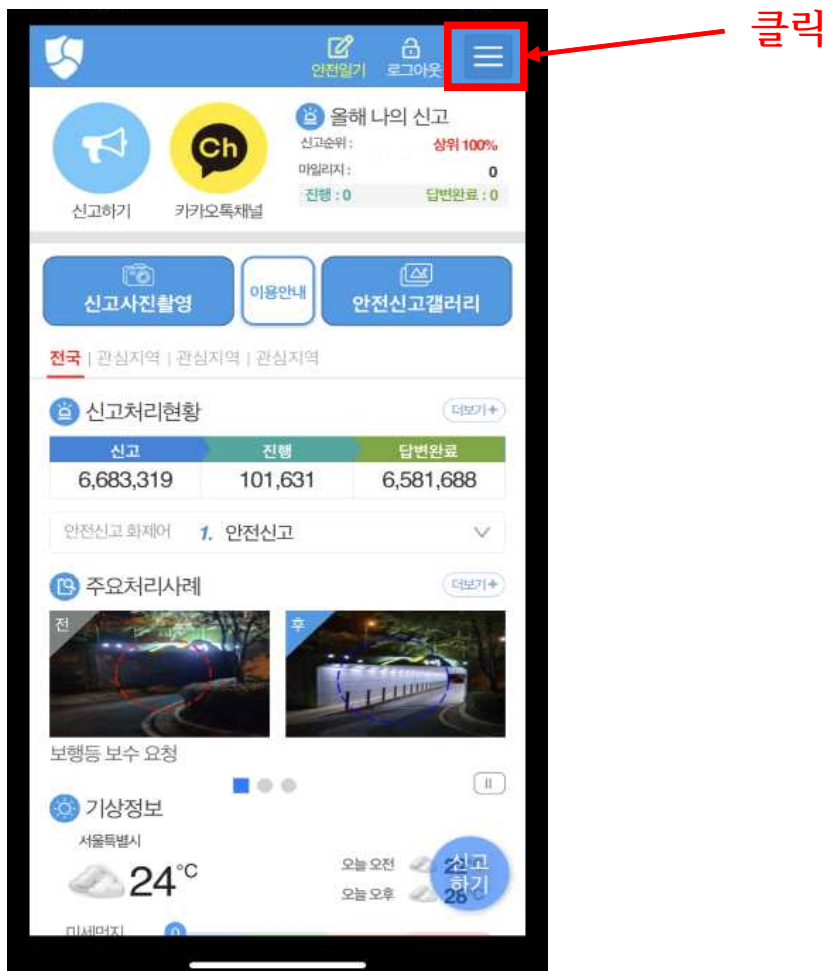 클릭
안전일기 로그아웃
신고하기 카카오톡채널
Ch
올해 나의 신고
신고순위 : 상위 100%
마일리지 : 0
진행 : 0 답변완료 : 0
신고사진촬영 이용안내 안전신고갤러리
전국 | 관심지역 | 관심지역 | 관심지역
신고처리현황 더보기+
신고 진행 답변완료
6,683,319 101,631 6,581,688
안전신고 화제어 1. 안전신고
주요처리사례 더보기+
전 후
보행등 보수 요청
기상정보
서울특별시
24°C
오늘 오전
오늘 오후 28
신고
하기
미세먼지 0